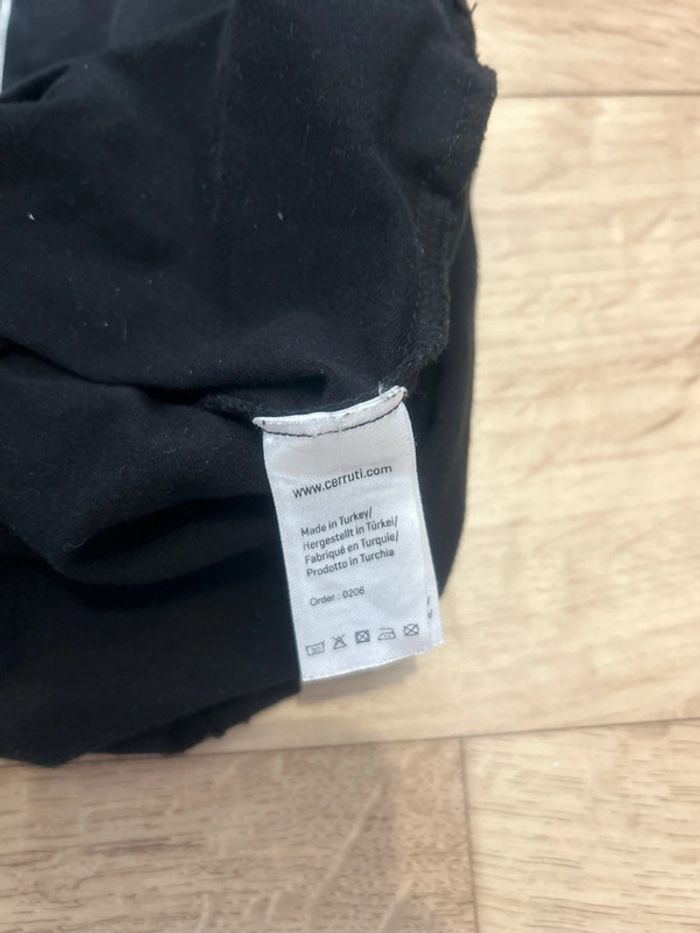 www.cerruti.com
Made in Turkey/
Hergestellt in Türkei/
Fabriqué en Turquie/
Prodotto in Turchia
Order : 0206